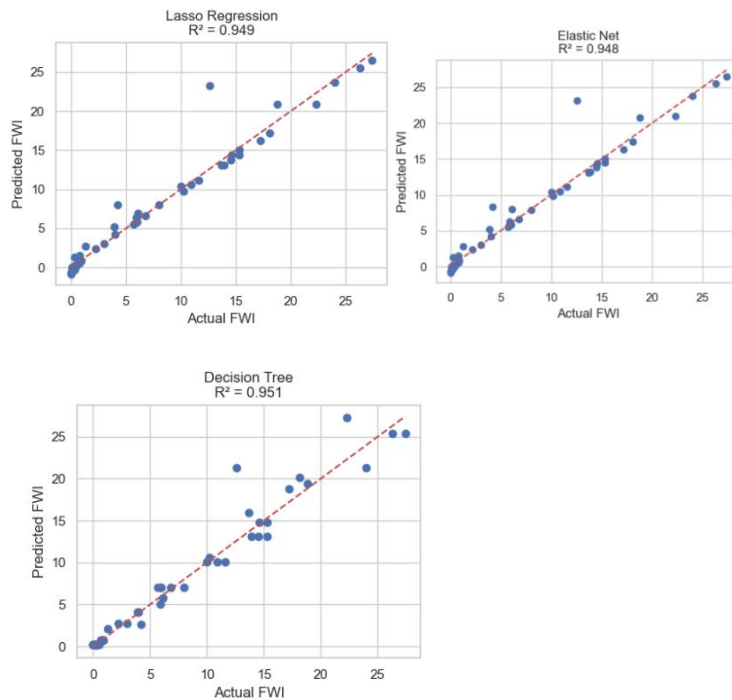 Lasso Regression
R² = 0.949
25
20
15
10
5
0
Predicted FWI
0 5 10 15 20 25
Actual FWI
Elastic Net
R² = 0.948
25
20
15
10
5
0
Predicted FWI
0 5 10 15 20 25
Actual FWI
Decision Tree
R² = 0.951
25
20
15
10
5
0
Predicted FWI
0 5 10 15 20 25
Actual FWI